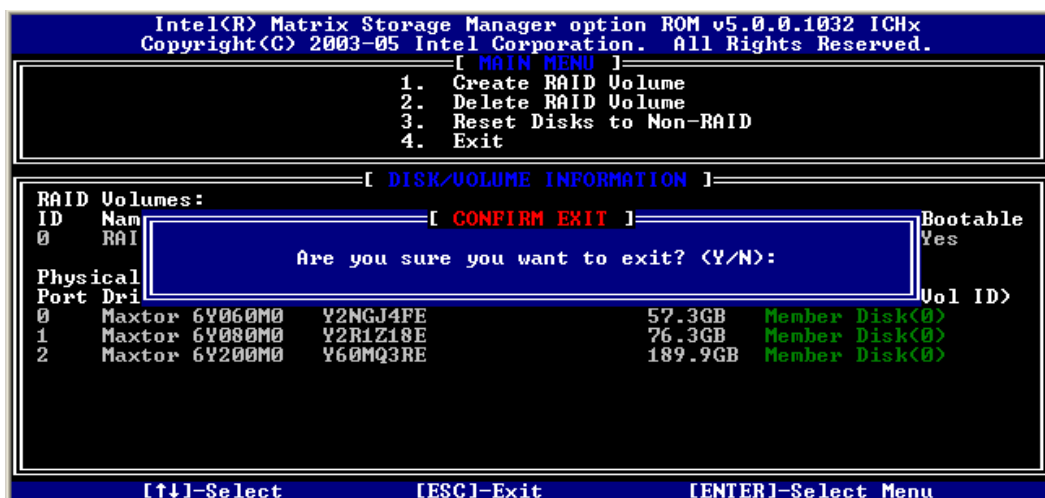 Intel(R) Matrix Storage Manager option ROM v5.0.0.1032 ICHx
Copyright<C> 2003-05 Intel Corporation. All Rights Reserved.
[ MAIN MENU ]
1. Create RAID Volume
2. Delete RAID Volume
3. Reset Disks to Non-RAID
4. Exit
[ DISK/VOLUME INFORMATION ]
RAID Volumes:
ID Nam Bootable
0 RAI Yes
[ CONFIRM EXIT ]
Are you sure you want to exit? (Y/N):
Physical
Port Dri Vol ID)
0 Maxtor 6Y060M0 Y2NGJ4FE 57.3GB Member Disk(0)
1 Maxtor 6Y080M0 Y2R1Z18E 76.3GB Member Disk(0)
2 Maxtor 6Y200M0 Y60MQ3RE 189.9GB Member Disk(0)
[↑↓]-Select [ESC]-Exit [ENTER]-Select Menu